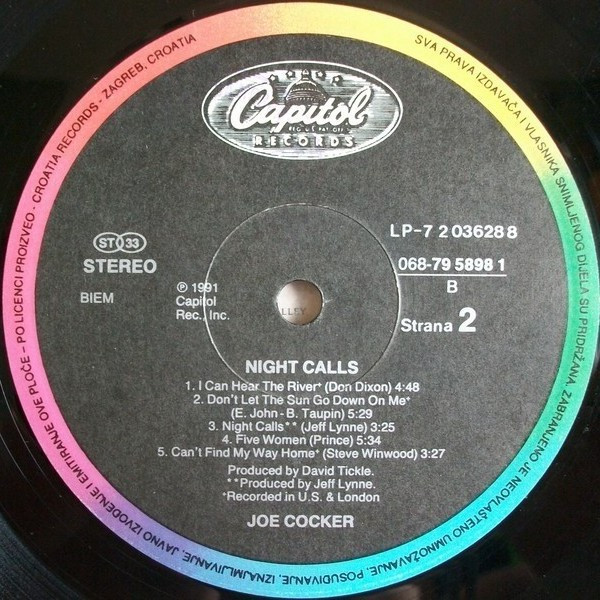 PO LICENCI PROIZVEO - CROATIA RECORDS - ZAGREB, CROATIA
SVA PRAVA IZDAVAČA I VLASNIKA SNIMLJENOG DIJELA SU PRIDRŽANA. ZABRANJENO JE NEOVLAŠTENO UMNOŽAVANJE, POSUĐIVANJE, IZNAJMLJIVANJE, JAVNO IZVOĐENJE I EMITIRANJE OVE PLOČE -
Capitol
RECORDS
ST 33
STEREO
BIEM
℗ 1991
Capitol
Rec., Inc.
LP-7 2 03628 8
068-79 5898 1
B
Strana 2
NIGHT CALLS
1. I Can Hear The River* (Don Dixon) 4:48
2. Don't Let The Sun Go Down On Me*
(E. John - B. Taupin) 5:29
3. Night Calls** (Jeff Lynne) 3:25
4. Five Women (Prince) 5:34
5. Can't Find My Way Home* (Steve Winwood) 3:27
Produced by David Tickle.
**Produced by Jeff Lynne.
*Recorded in U.S. & London
JOE COCKER